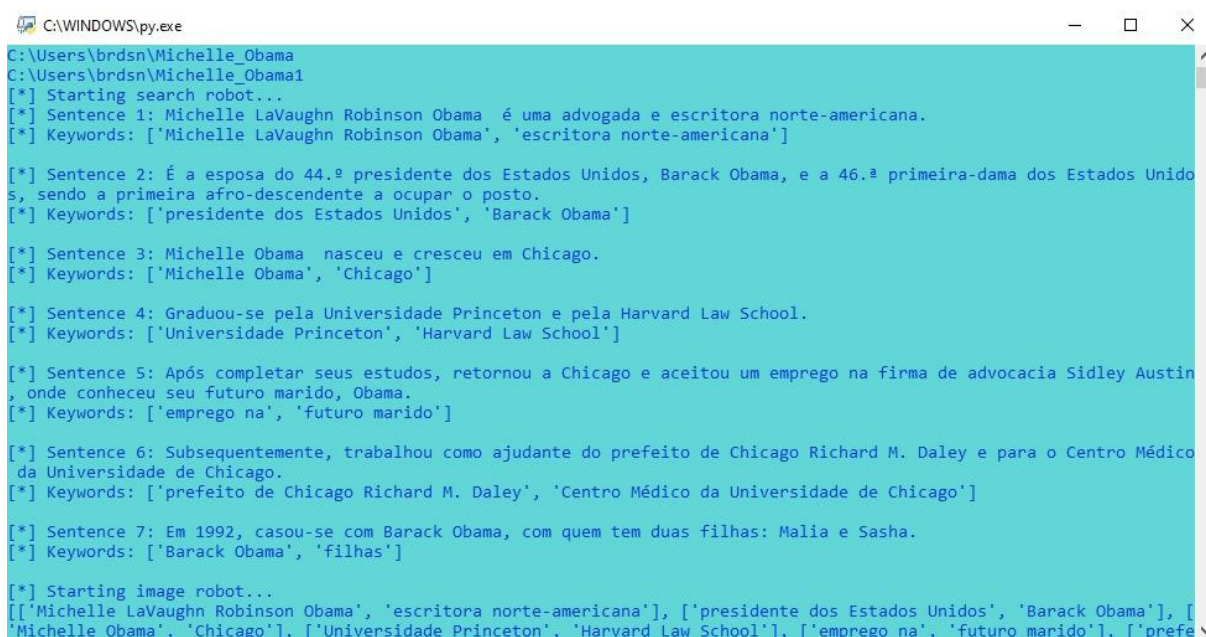 C:\WINDOWS\py.exe
C:\Users\brdsn\Michelle_Obama
C:\Users\brdsn\Michelle_Obama1
[*] Starting search robot...
[*] Sentence 1: Michelle LaVaughn Robinson Obama  é uma advogada e escritora norte-americana.
[*] Keywords: ['Michelle LaVaughn Robinson Obama', 'escritora norte-americana']
[*] Sentence 2: É a esposa do 44.º presidente dos Estados Unidos, Barack Obama, e a 46.ª primeira-dama dos Estados Unido
s, sendo a primeira afro-descendente a ocupar o posto.
[*] Keywords: ['presidente dos Estados Unidos', 'Barack Obama']
[*] Sentence 3: Michelle Obama  nasceu e cresceu em Chicago.
[*] Keywords: ['Michelle Obama', 'Chicago']
[*] Sentence 4: Graduou-se pela Universidade Princeton e pela Harvard Law School.
[*] Keywords: ['Universidade Princeton', 'Harvard Law School']
[*] Sentence 5: Após completar seus estudos, retornou a Chicago e aceitou um emprego na firma de advocacia Sidley Austin
, onde conheceu seu futuro marido, Obama.
[*] Keywords: ['emprego na', 'futuro marido']
[*] Sentence 6: Subsequentemente, trabalhou como ajudante do prefeito de Chicago Richard M. Daley e para o Centro Médico
 da Universidade de Chicago.
[*] Keywords: ['prefeito de Chicago Richard M. Daley', 'Centro Médico da Universidade de Chicago']
[*] Sentence 7: Em 1992, casou-se com Barack Obama, com quem tem duas filhas: Malia e Sasha.
[*] Keywords: ['Barack Obama', 'filhas']
[*] Starting image robot...
[['Michelle LaVaughn Robinson Obama', 'escritora norte-americana'], ['presidente dos Estados Unidos', 'Barack Obama'], [
'Michelle Obama', 'Chicago'], ['Universidade Princeton', 'Harvard Law School'], ['emprego na', 'futuro marido'], ['prefe